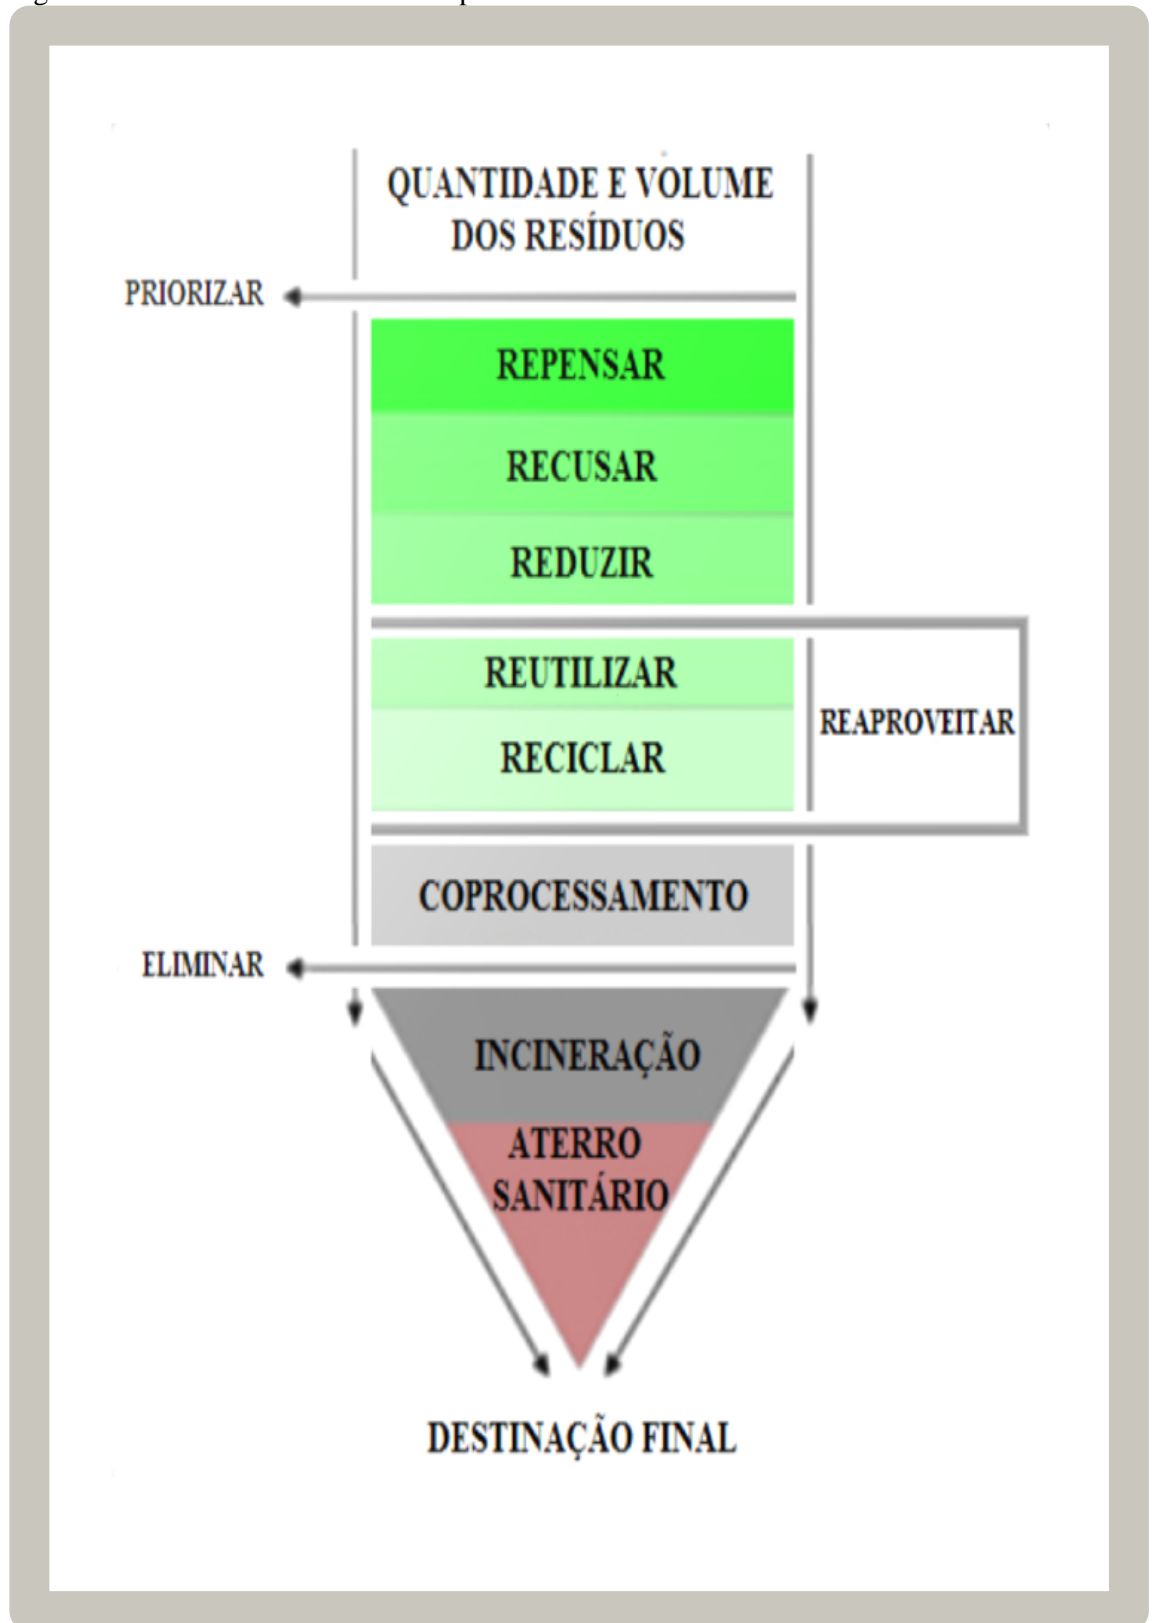 QUANTIDADE E VOLUME
DOS RESÍDUOS
PRIORIZAR
REPENSAR
RECUSAR
REDUZIR
REUTILIZAR
REAPROVEITAR
RECICLAR
COPROCESSAMENTO
ELIMINAR
INCINERAÇÃO
ATERRO
SANITÁRIO
DESTINAÇÃO FINAL